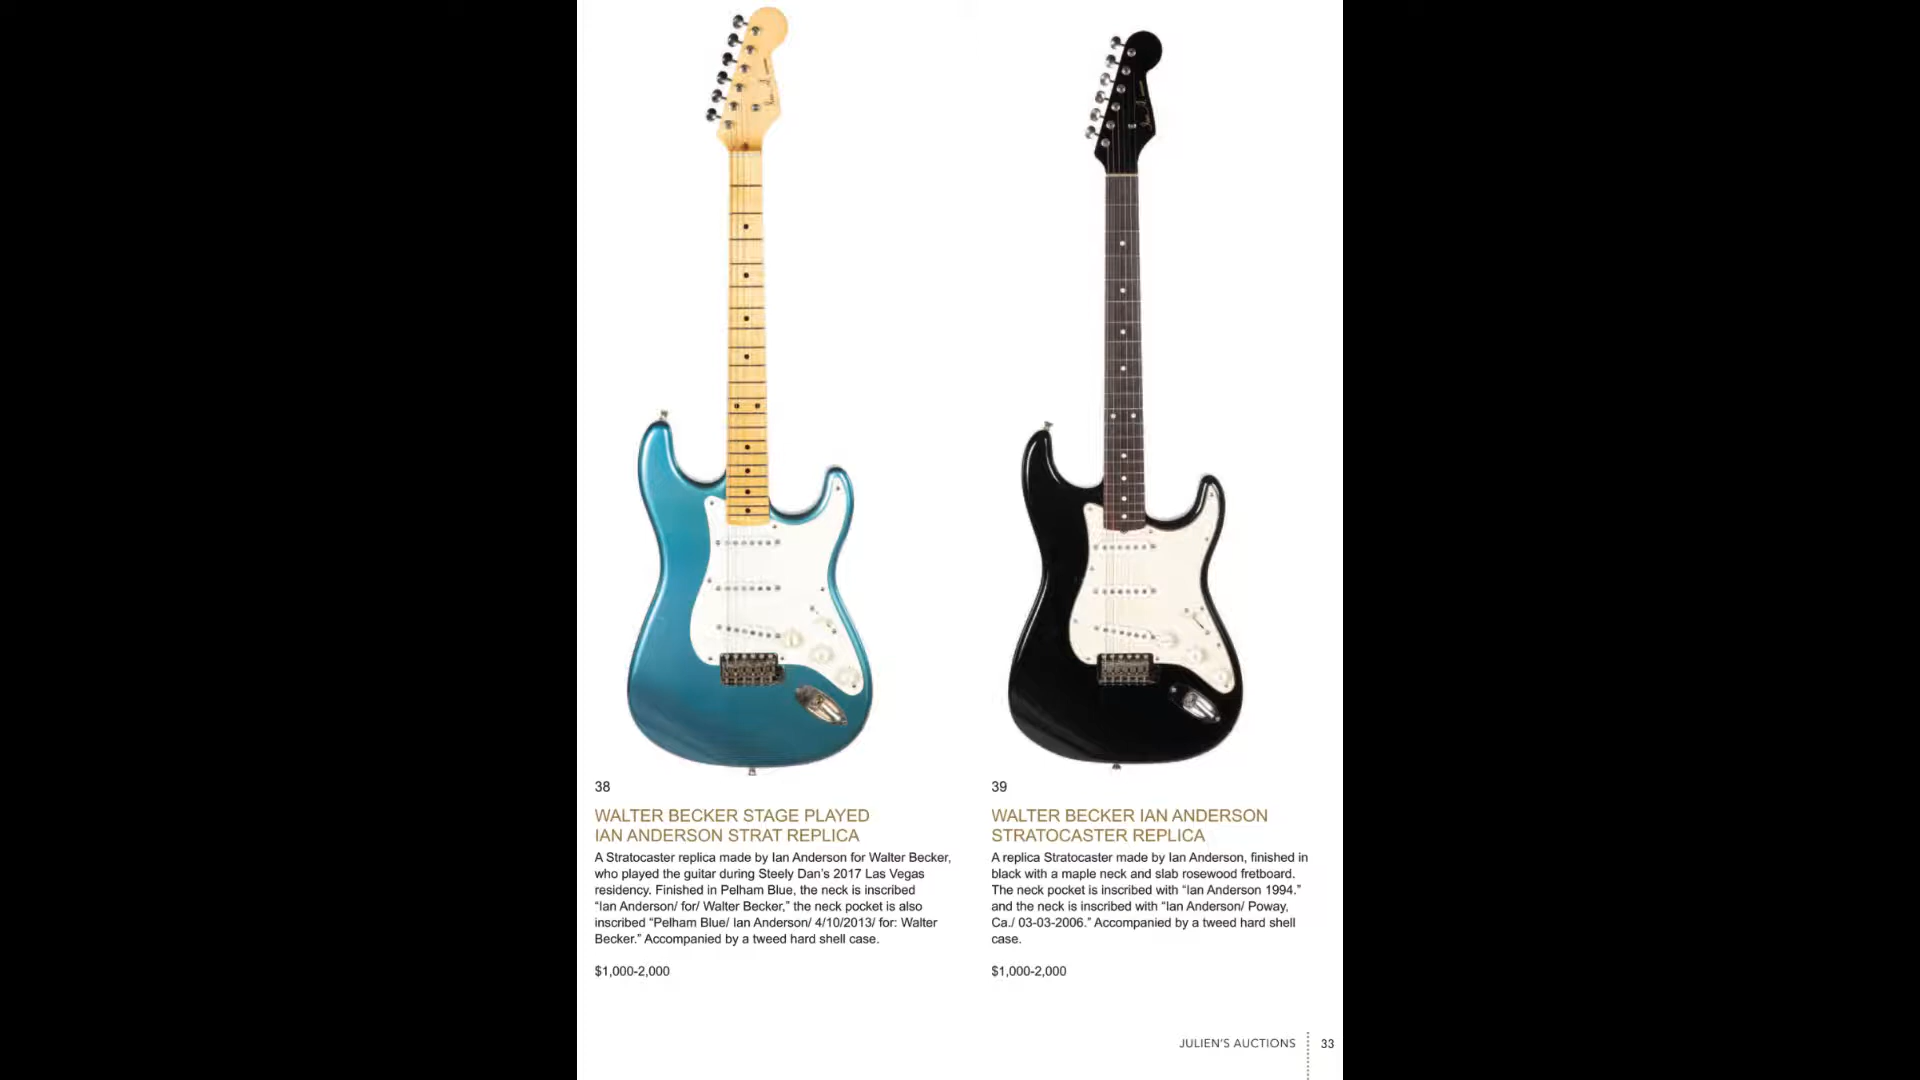 38
WALTER BECKER STAGE PLAYED
IAN ANDERSON STRAT REPLICA
A Stratocaster replica made by Ian Anderson for Walter Becker,
who played the guitar during Steely Dan’s 2017 Las Vegas
residency. Finished in Pelham Blue, the neck is inscribed
“Ian Anderson/ for/ Walter Becker,” the neck pocket is also
inscribed “Pelham Blue/ Ian Anderson/ 4/10/2013/ for: Walter
Becker.” Accompanied by a tweed hard shell case.
$1,000-2,000
39
WALTER BECKER IAN ANDERSON
STRATOCASTER REPLICA
A replica Stratocaster made by Ian Anderson, finished in
black with a maple neck and slab rosewood fretboard.
The neck pocket is inscribed with “Ian Anderson 1994.”
and the neck is inscribed with “Ian Anderson/ Poway,
Ca./ 03-03-2006.” Accompanied by a tweed hard shell
case.
$1,000-2,000
JULIEN’S AUCTIONS 33